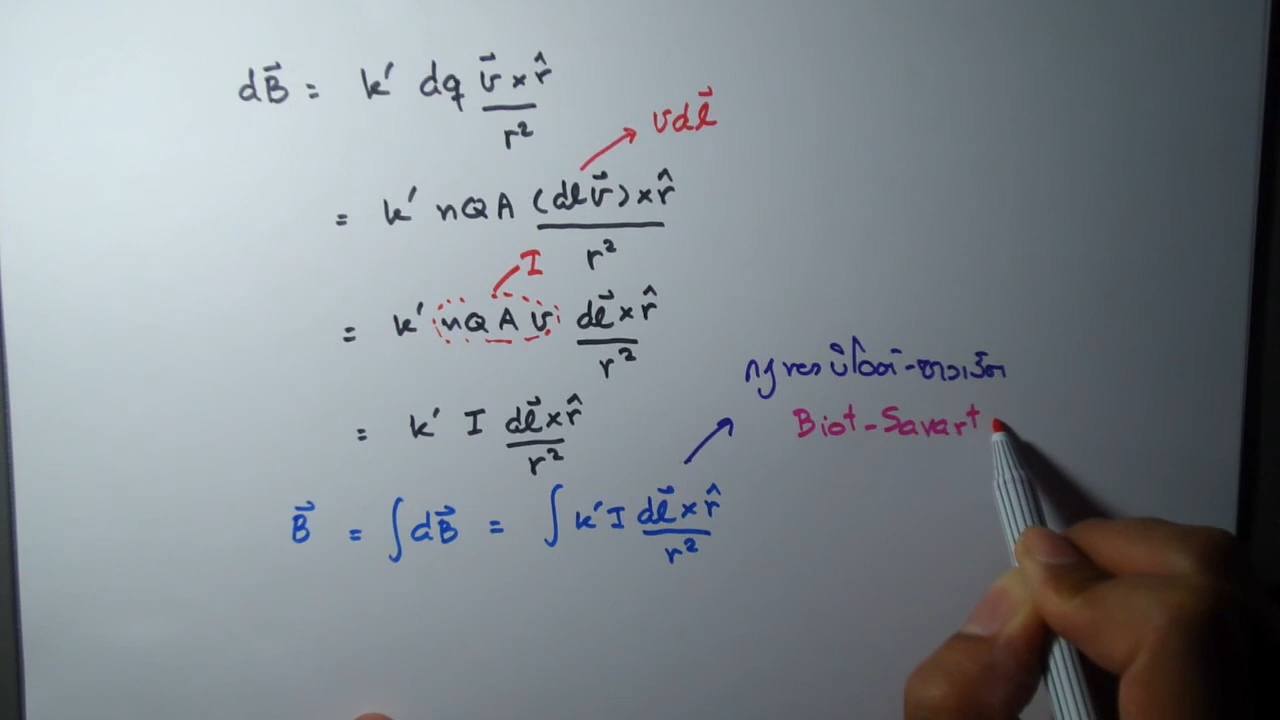 dB⃗ = k' dq v⃗ × r̂ / r²
vdl⃗
= k' nQA (dl v⃗) × r̂ / r²
I
= k' nQAv dl⃗ × r̂ / r²
= k' I dl⃗ × r̂ / r²
กฎของบิโอต์-ซาวาร์ต
Biot-Savart
B⃗ = ∫dB⃗ = ∫ k' I dl⃗ × r̂ / r²